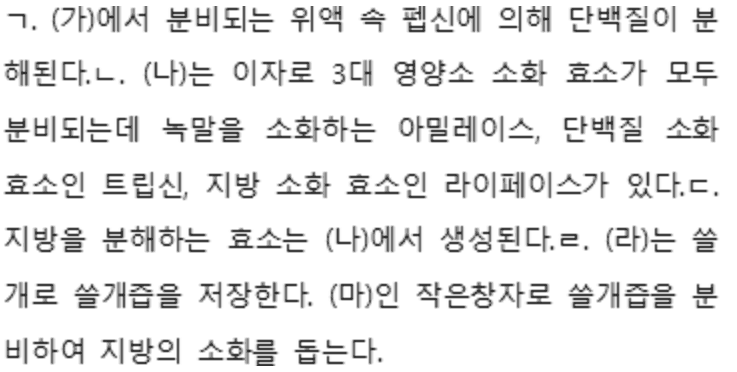 ㄱ. (가)에서 분비되는 위액 속 펩신에 의해 단백질이 분
해된다.ㄴ. (나)는 이자로 3대 영양소 소화 효소가 모두
분비되는데 녹말을 소화하는 아밀레이스, 단백질 소화
효소인 트립신, 지방 소화 효소인 라이페이스가 있다.ㄷ.
지방을 분해하는 효소는 (나)에서 생성된다.ㄹ. (라)는 쓸
개로 쓸개즙을 저장한다. (마)인 작은창자로 쓸개즙을 분
비하여 지방의 소화를 돕는다.